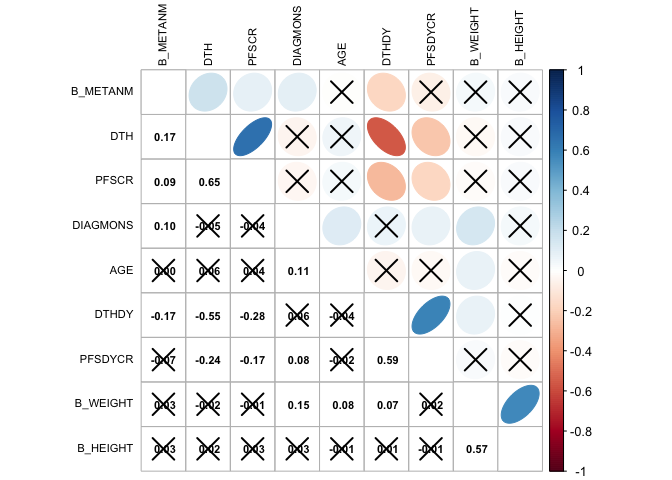 B_METANM DTH PFSCR DIAGMONS AGE DTHDY PFSDYCR B_WEIGHT B_HEIGHT
B_METANM
DTH 0.17
PFSCR 0.09 0.65
DIAGMONS 0.10 -0.05 -0.04
AGE 0.00 0.06 0.04 0.11
DTHDY -0.17 -0.55 -0.28 0.06 -0.04
PFSDYCR -0.07 -0.24 -0.17 0.08 -0.02 0.59
B_WEIGHT 0.03 -0.02 -0.01 0.15 0.08 0.07 0.02
B_HEIGHT 0.03 0.02 0.03 0.03 -0.01 0.01 -0.01 0.57
1
0.8
0.6
0.4
0.2
0
-0.2
-0.4
-0.6
-0.8
-1